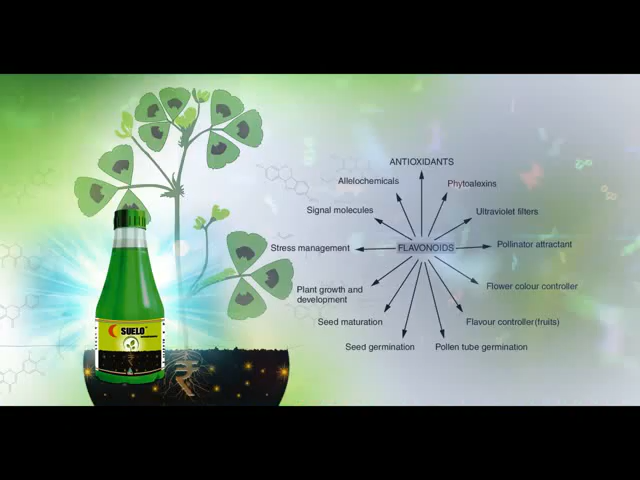 ANTIOXIDANTS
Allelochemicals
Phytoalexins
Signal molecules
Ultraviolet filters
Stress management
FLAVONOIDS
Pollinator attractant
Plant growth and
development
Flower colour controller
Seed maturation
Flavour controller(fruits)
Seed germination
Pollen tube germination
SUELO
₹